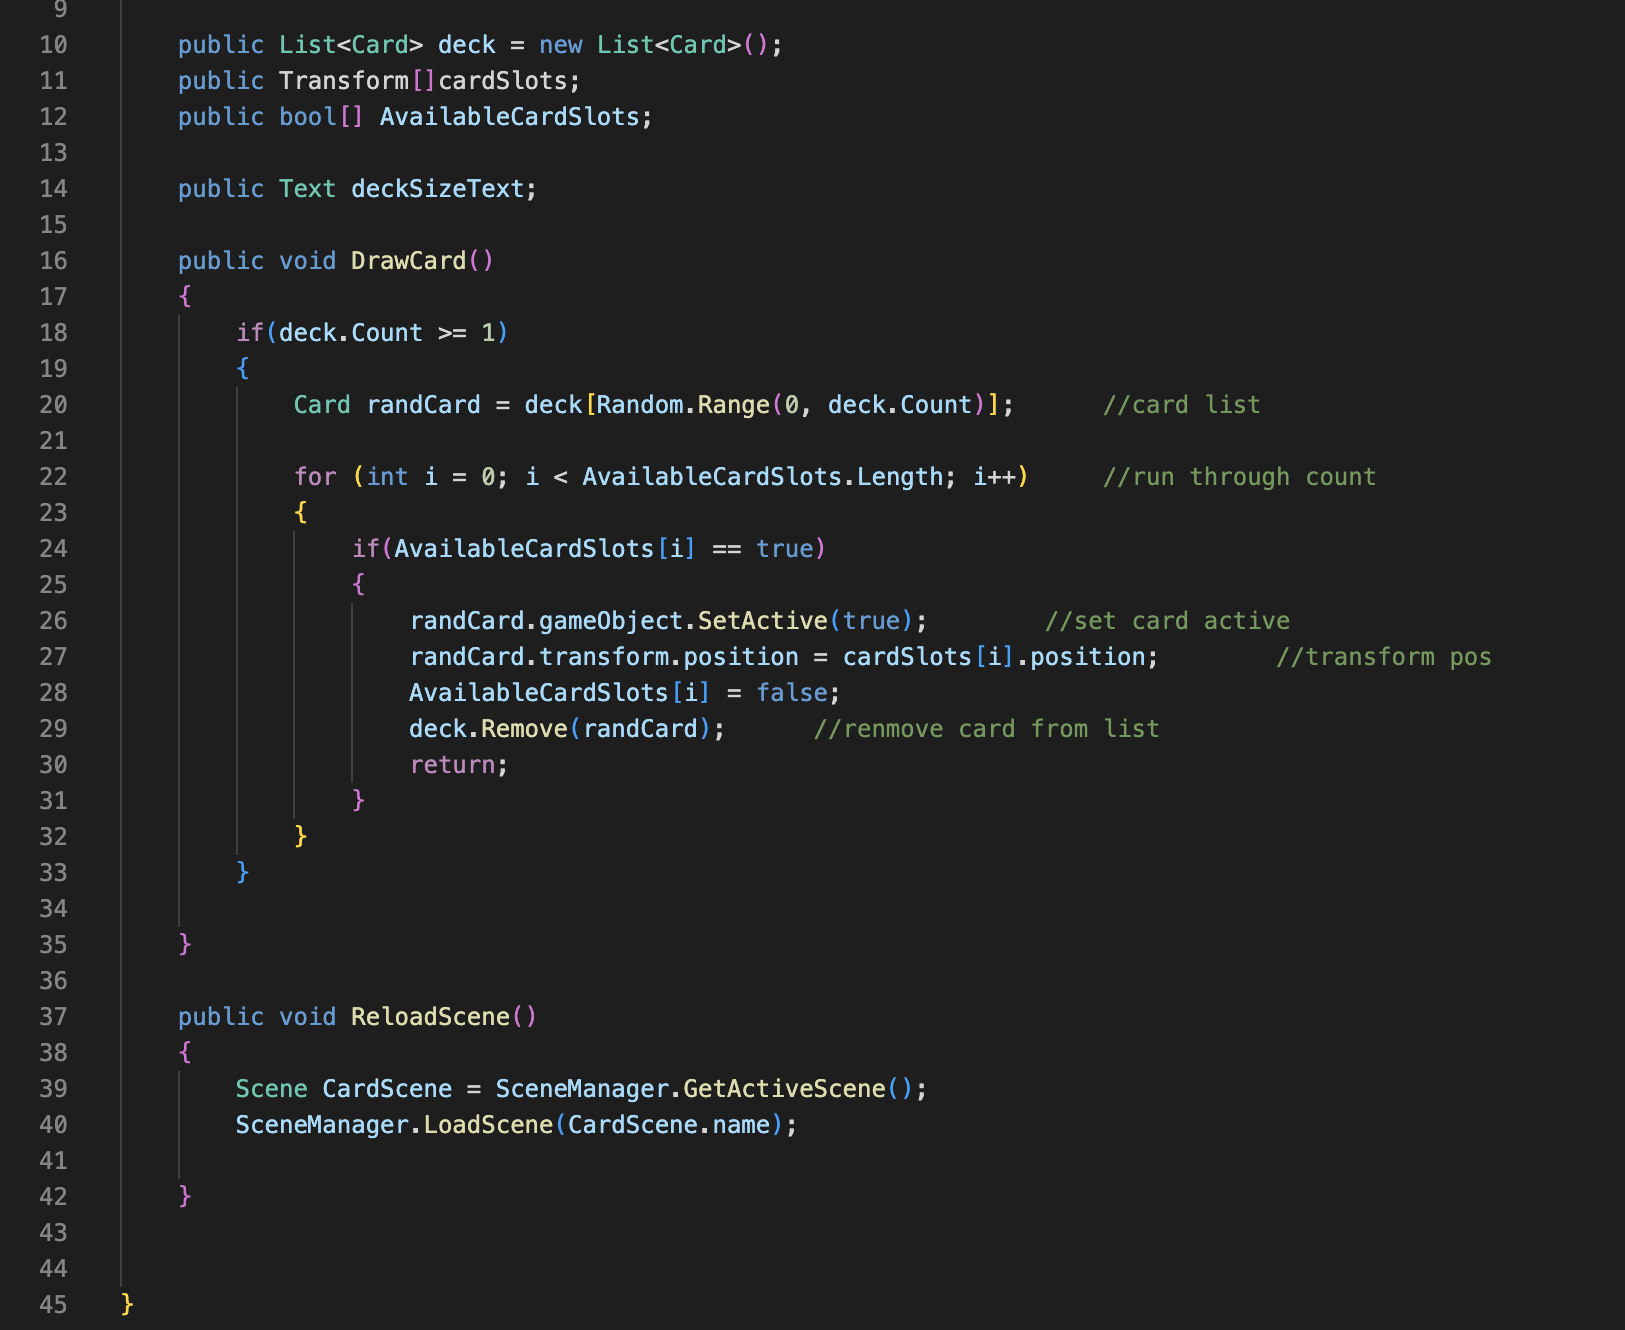 9
10 public List<Card> deck = new List<Card>();
11 public Transform[]cardSlots;
12 public bool[] AvailableCardSlots;
13
14 public Text deckSizeText;
15
16 public void DrawCard()
17 {
18 if(deck.Count >= 1)
19 {
20 Card randCard = deck[Random.Range(0, deck.Count)]; //card list
21
22 for (int i = 0; i < AvailableCardSlots.Length; i++) //run through count
23 {
24 if(AvailableCardSlots[i] == true)
25 {
26 randCard.gameObject.SetActive(true); //set card active
27 randCard.transform.position = cardSlots[i].position; //transform pos
28 AvailableCardSlots[i] = false;
29 deck.Remove(randCard); //renmove card from list
30 return;
31 }
32 }
33 }
34
35 }
36
37 public void ReloadScene()
38 {
39 Scene CardScene = SceneManager.GetActiveScene();
40 SceneManager.LoadScene(CardScene.name);
41
42 }
43
44
45 }